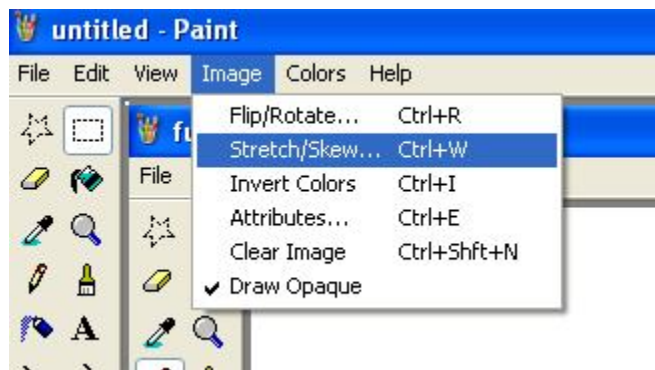 untitled - Paint
File Edit View Image Colors Help
Flip/Rotate... Ctrl+R
fu
Stretch/Skew... Ctrl+W
File
Invert Colors Ctrl+I
Attributes... Ctrl+E
Clear Image Ctrl+Shft+N
Draw Opaque
A